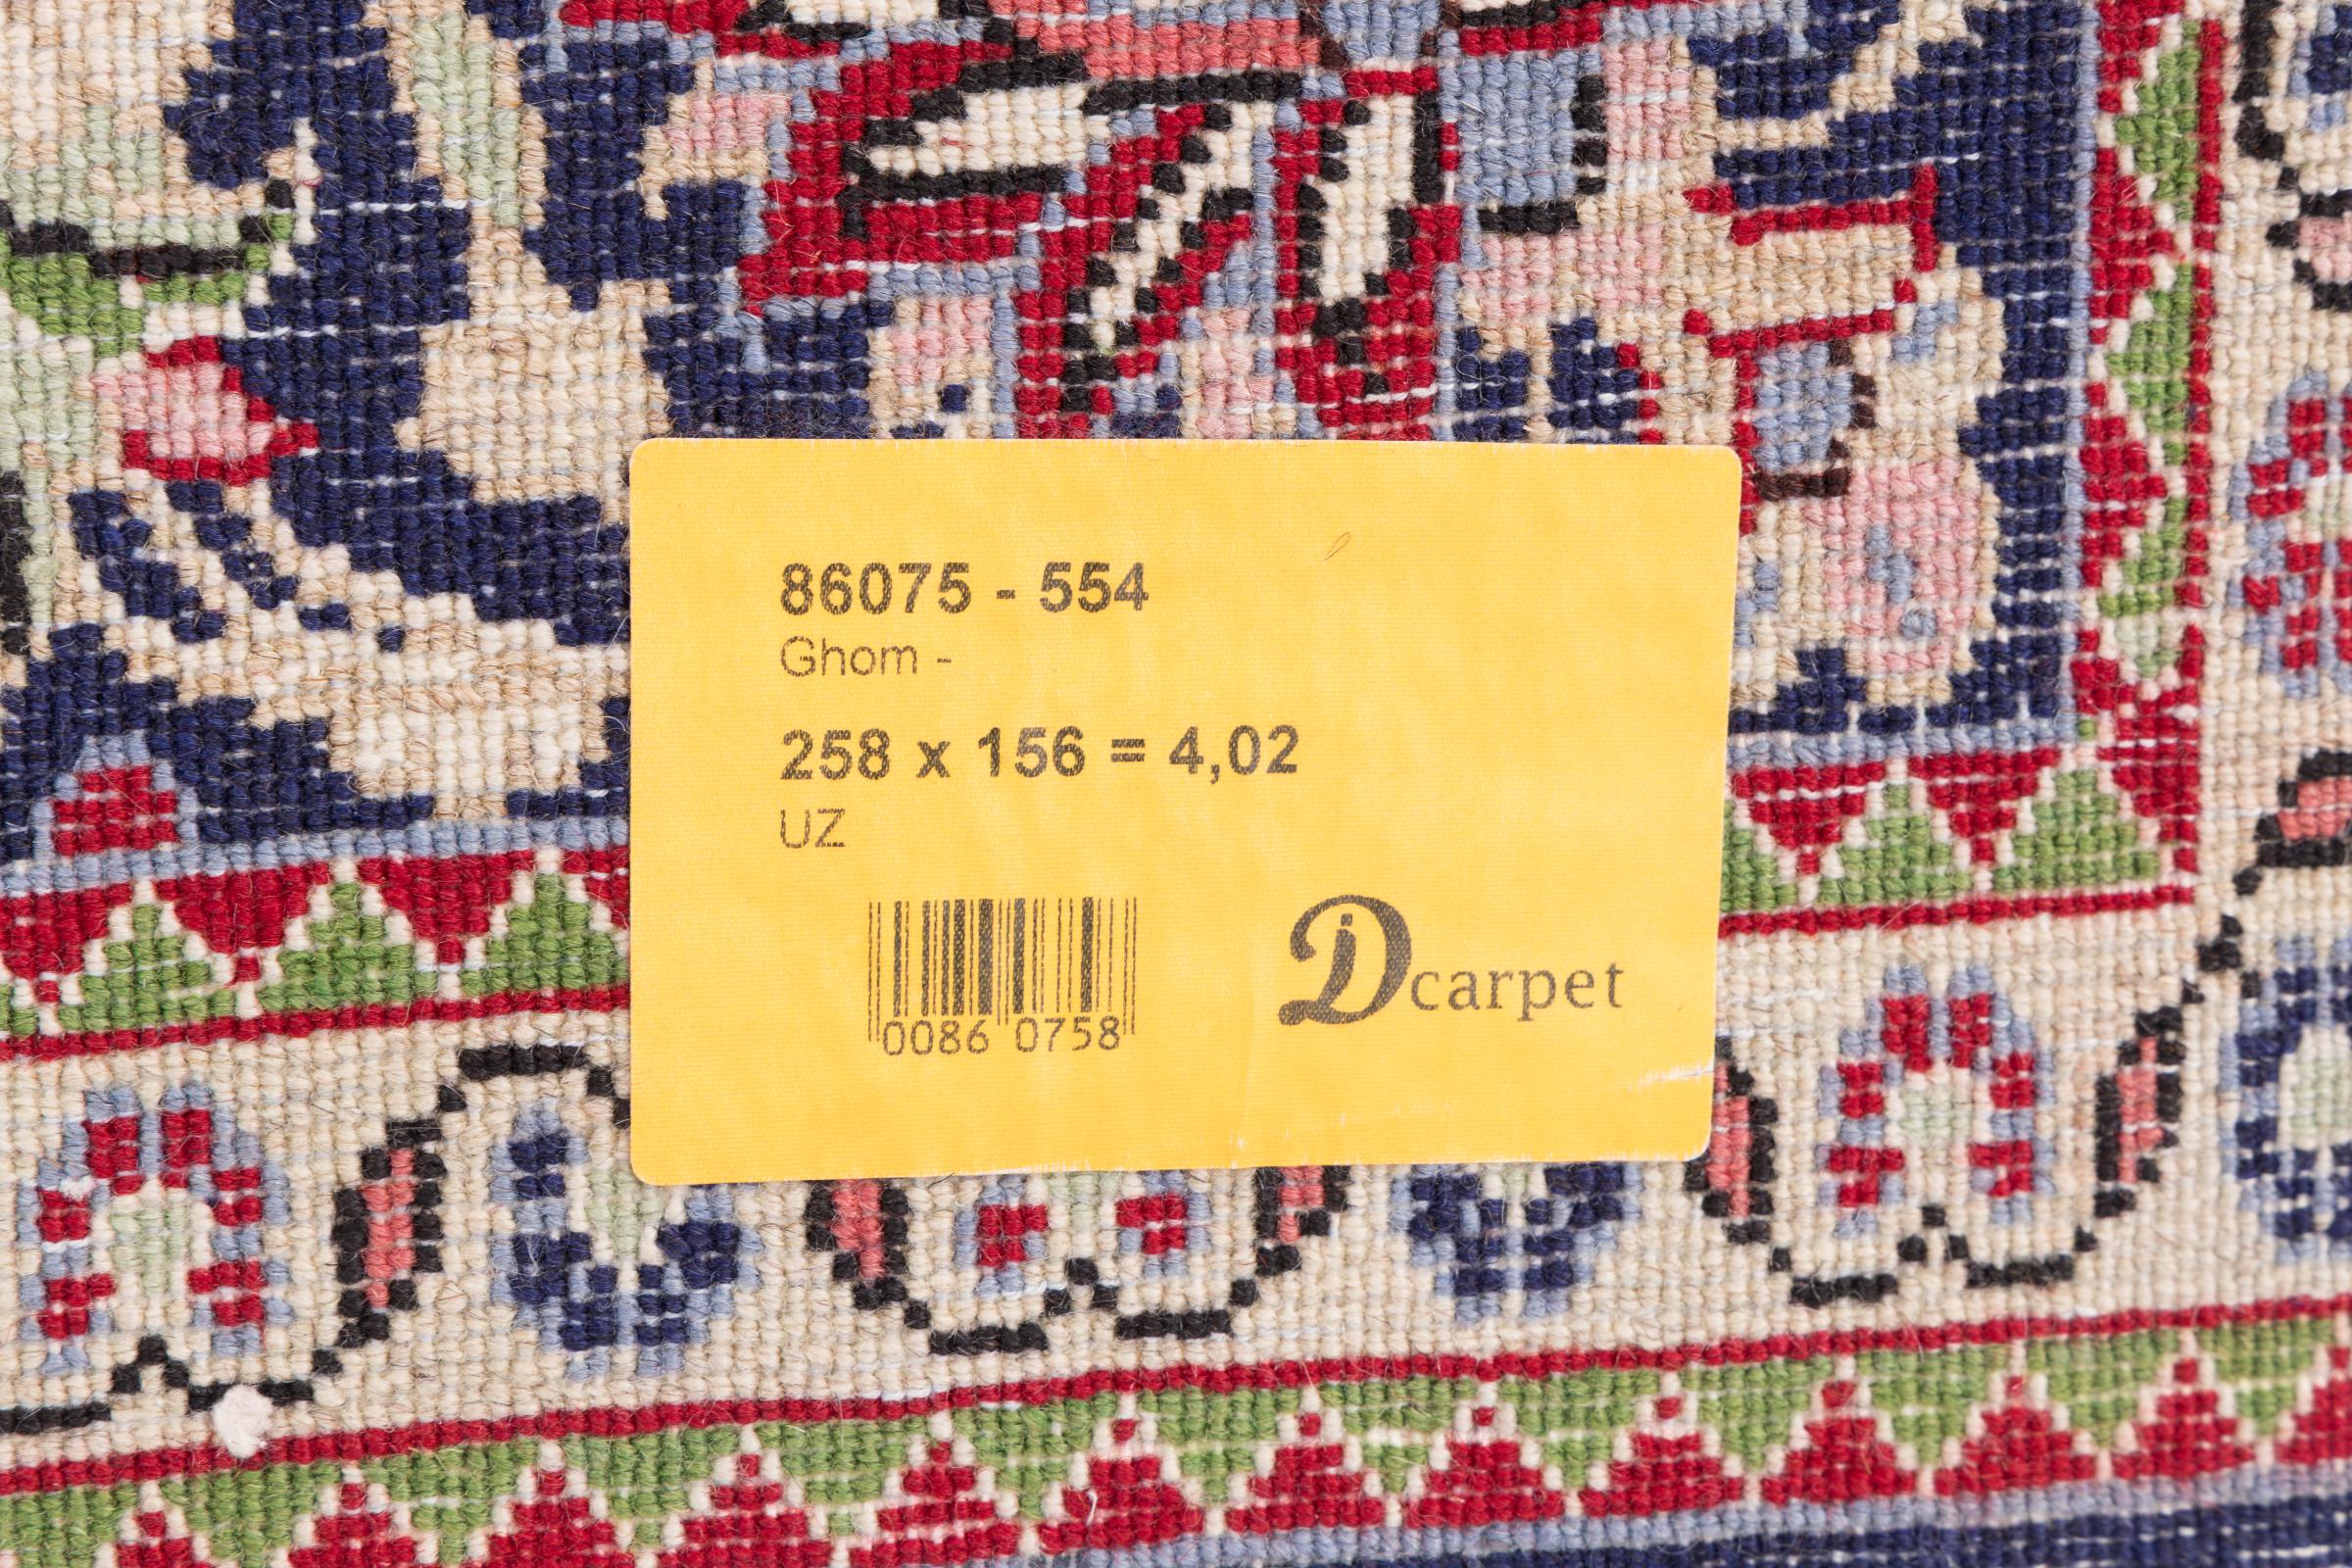 86075 - 554
Ghom -
258 x 156 = 4,02
UZ
0086 0758
Dcarpet